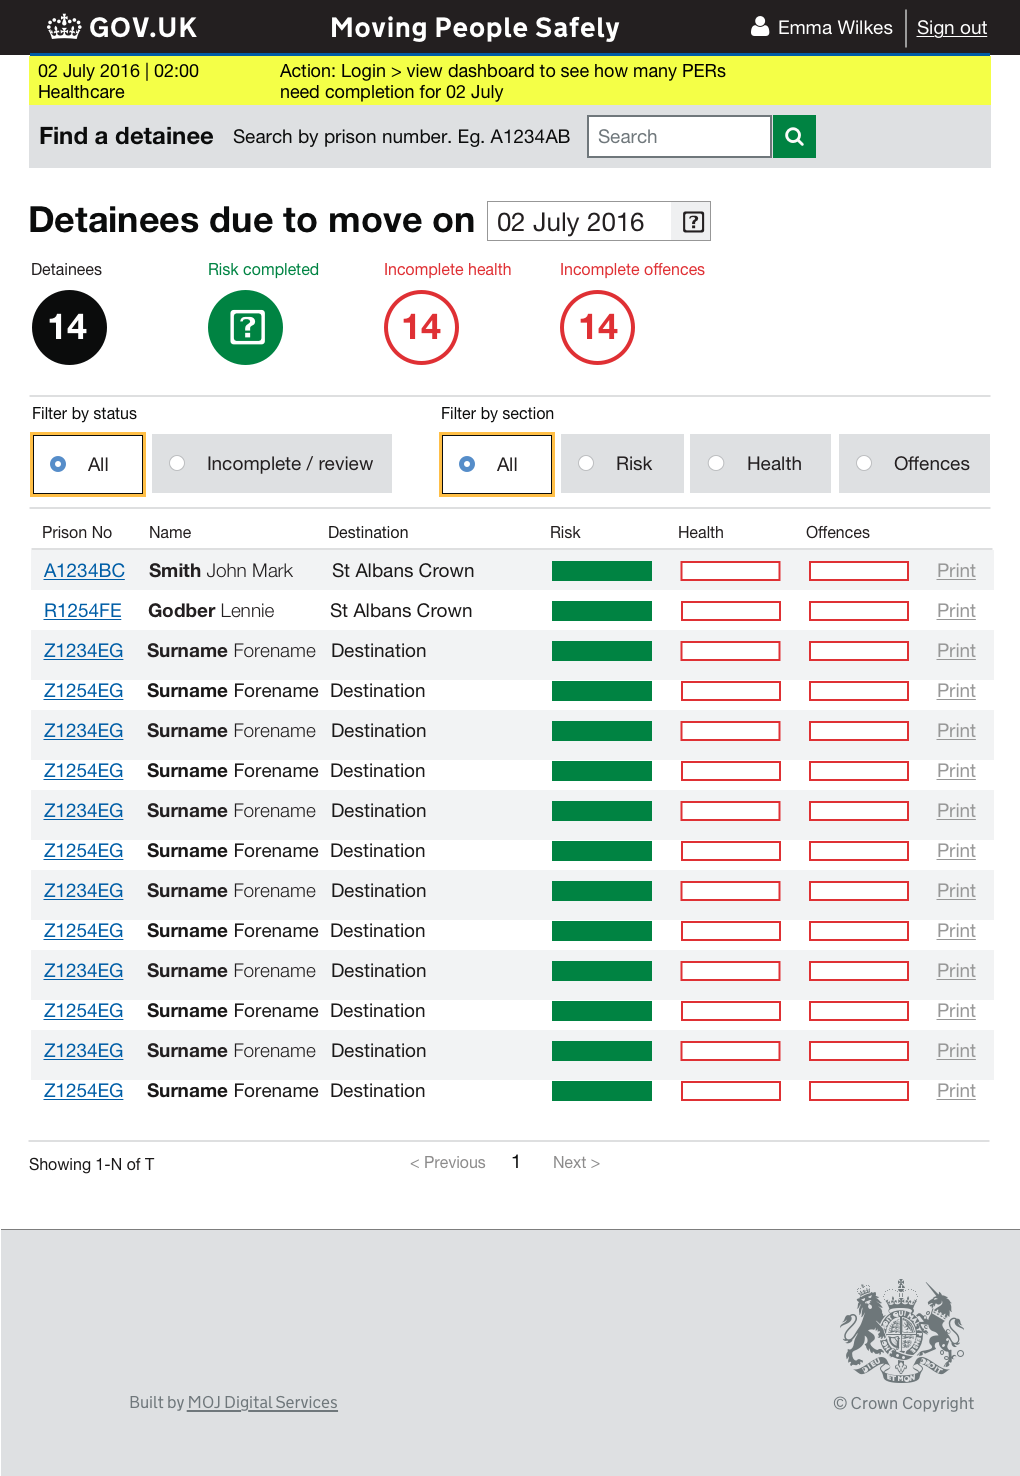 GOV.UK Moving People Safely Emma Wilkes Sign out
02 July 2016 | 02:00 Action: Login > view dashboard to see how many PERs
Healthcare need completion for 02 July
Find a detainee Search by prison number. Eg. A1234AB Search
Detainees due to move on 02 July 2016 ?
Detainees Risk completed Incomplete health Incomplete offences
14 ? 14 14
Filter by status Filter by section
All Incomplete / review All Risk Health Offences
Prison No Name Destination Risk Health Offences
A1234BC Smith John Mark St Albans Crown Print
R1254FE Godber Lennie St Albans Crown Print
Z1234EG Surname Forename Destination Print
Z1254EG Surname Forename Destination Print
Z1234EG Surname Forename Destination Print
Z1254EG Surname Forename Destination Print
Z1234EG Surname Forename Destination Print
Z1254EG Surname Forename Destination Print
Z1234EG Surname Forename Destination Print
Z1254EG Surname Forename Destination Print
Z1234EG Surname Forename Destination Print
Z1254EG Surname Forename Destination Print
Z1234EG Surname Forename Destination Print
Z1254EG Surname Forename Destination Print
Showing 1-N of T < Previous 1 Next >
Built by MOJ Digital Services © Crown Copyright